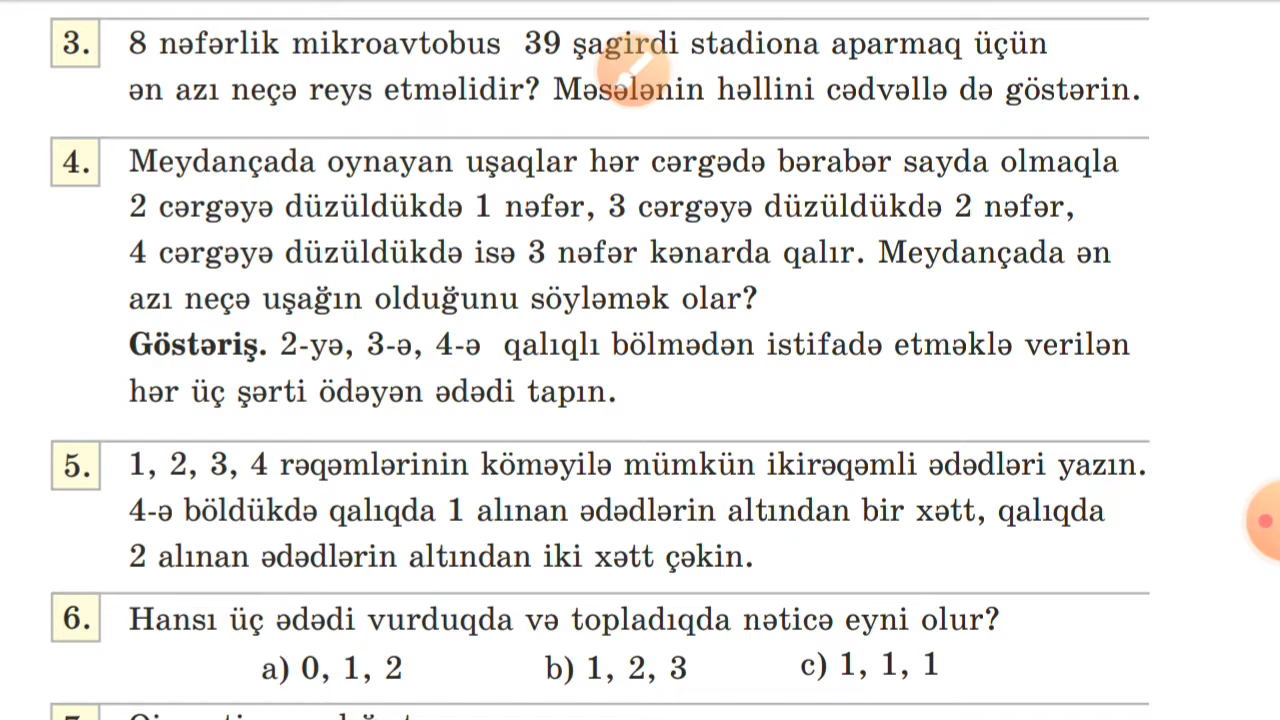 3. 8 nəfərlik mikroavtobus 39 şagirdi stadiona aparmaq üçün
ən azı neçə reys etməlidir? Məsələnin həllini cədvəllə də göstərin.
4. Meydançada oynayan uşaqlar hər cərgədə bərabər sayda olmaqla
2 cərgəyə düzüldükdə 1 nəfər, 3 cərgəyə düzüldükdə 2 nəfər,
4 cərgəyə düzüldükdə isə 3 nəfər kənarda qalır. Meydançada ən
azı neçə uşağın olduğunu söyləmək olar?
Göstəriş. 2-yə, 3-ə, 4-ə qalıqlı bölmədən istifadə etməklə verilən
hər üç şərti ödəyən ədədi tapın.
5. 1, 2, 3, 4 rəqəmlərinin köməyilə mümkün ikirəqəmli ədədləri yazın.
4-ə böldükdə qalıqda 1 alınan ədədlərin altından bir xətt, qalıqda
2 alınan ədədlərin altından iki xətt çəkin.
6. Hansı üç ədədi vurduqda və topladıqda nəticə eyni olur?
a) 0, 1, 2 b) 1, 2, 3 c) 1, 1, 1